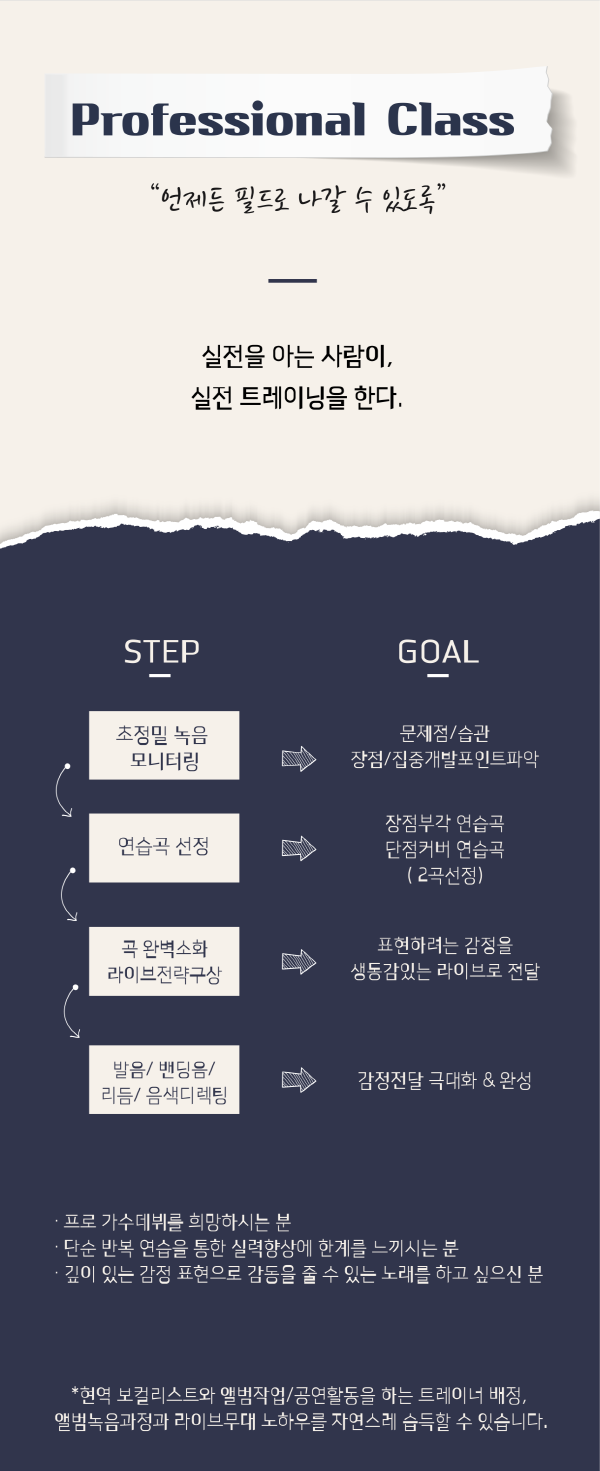 Professional Class
“언제든 필드로 나갈 수 있도록”
실전을 아는 사람이,
실전 트레이닝을 한다.
STEP
GOAL
초정밀 녹음
모니터링
문제점/습관
장점/집중개발포인트파악
연습곡 선정
장점부각 연습곡
단점커버 연습곡
( 2곡선정)
곡 완벽소화
라이브전략구상
표현하려는 감정을
생동감있는 라이브로 전달
발음/ 밴딩음/
리듬/ 음색디렉팅
감정전달 극대화 & 완성
· 프로 가수데뷔를 희망하시는 분
· 단순 반복 연습을 통한 실력향상에 한계를 느끼시는 분
· 깊이 있는 감정 표현으로 감동을 줄 수 있는 노래를 하고 싶으신 분
*현역 보컬리스트와 앨범작업/공연활동을 하는 트레이너 배정,
앨범녹음과정과 라이브무대 노하우를 자연스레 습득할 수 있습니다.